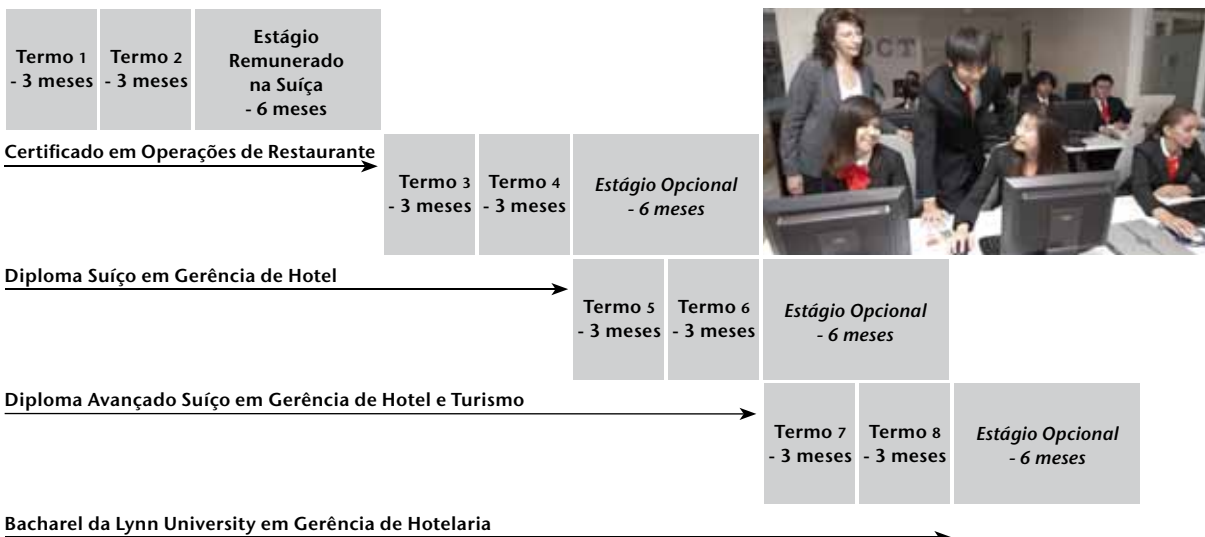 Termo 1
- 3 meses
Termo 2
- 3 meses
Estágio
Remunerado
na Suíça
- 6 meses
Certificado em Operações de Restaurante
Termo 3
- 3 meses
Termo 4
- 3 meses
Estágio Opcional
- 6 meses
Diploma Suíço em Gerência de Hotel
Termo 5
- 3 meses
Termo 6
- 3 meses
Estágio Opcional
- 6 meses
Diploma Avançado Suíço em Gerência de Hotel e Turismo
Termo 7
- 3 meses
Termo 8
- 3 meses
Estágio Opcional
- 6 meses
Bacharel da Lynn University em Gerência de Hotelaria